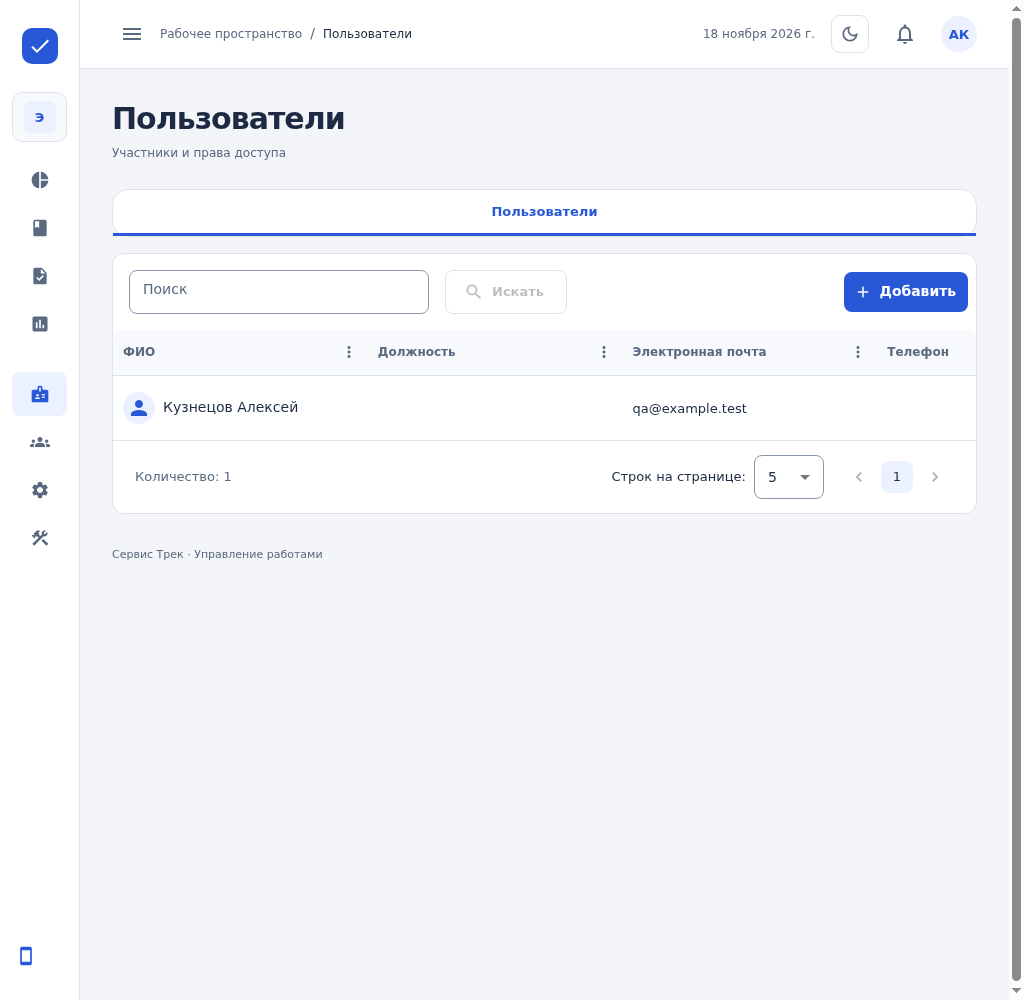 Рабочее пространство / Пользователи
18 ноября 2026 г.
АК
Э
Пользователи
Участники и права доступа
Пользователи
Поиск
Искать
Добавить
ФИО Должность Электронная почта Телефон
Кузнецов Алексей qa@example.test
Количество: 1
Строк на странице: 5
1
Сервис Трек · Управление работами